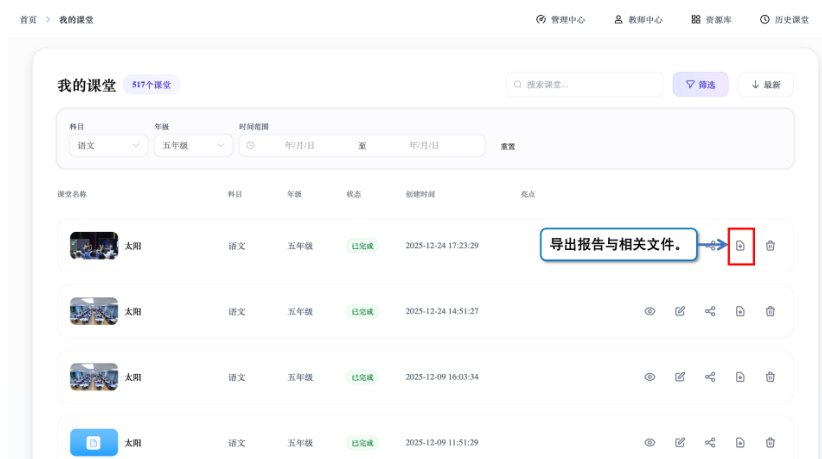 首页 > 我的课堂 管理中心 教师中心 资源库 历史课堂
我的课堂 517个课堂 搜索课堂... 筛选 ↓ 最新
科目 年级 时间范围
语文 五年级 年/月/日 至 年/月/日 重置
课堂名称 科目 年级 状态 创建时间 亮点
太阳 语文 五年级 已完成 2025-12-24 17:23:29 导出报告与相关文件。
太阳 语文 五年级 已完成 2025-12-24 14:51:27
太阳 语文 五年级 已完成 2025-12-09 16:03:34
太阳 语文 五年级 已完成 2025-12-09 11:51:29